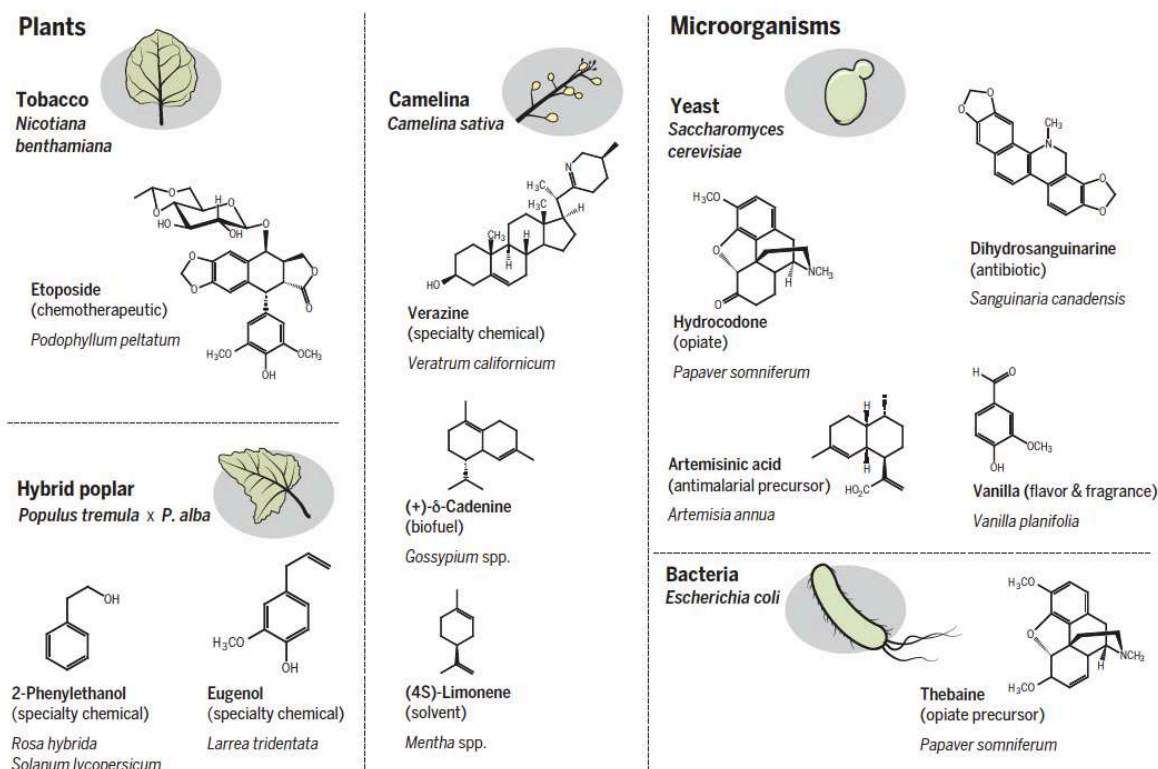 Plants
Tobacco
Nicotiana
benthamiana
O
O
O
HO
H
OH
O
O
O
O
O
O
H₃CO
OCH₃
OH
Etoposide
(chemotherapeutic)
Podophyllum peltatum
Hybrid poplar
Populus tremula x P. alba
OH
2-Phenylethanol
(specialty chemical)
Rosa hybrida
Solanum lycopersicum
H₃CO
OH
Eugenol
(specialty chemical)
Larrea tridentata
Camelina
Camelina sativa
N
H₃C
H₃C
H
CH₃
H
H
HO
Verazine
(specialty chemical)
Veratrum californicum
(+)-δ-Cadenine
(biofuel)
Gossypium spp.
(4S)-Limonene
(solvent)
Mentha spp.
Microorganisms
Yeast
Saccharomyces
cerevisiae
H₃CO
O
NCH₃
H
O
Hydrocodone
(opiate)
Papaver somniferum
O
O
CH₃
N
O
O
Dihydrosanguinarine
(antibiotic)
Sanguinaria canadensis
H
H
HO₂C
Artemisinic acid
(antimalarial precursor)
Artemisia annua
H
O
OCH₃
OH
Vanilla (flavor & fragrance)
Vanilla planifolia
Bacteria
Escherichia coli
H₃CO
O
NCH₃
H
H₃CO
Thebaine
(opiate precursor)
Papaver somniferum